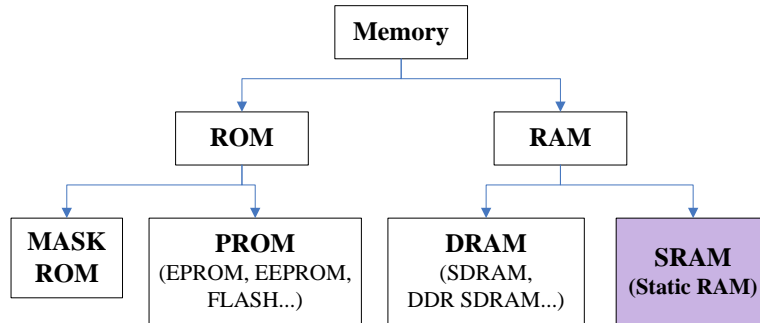 Memory
ROM
RAM
MASK
ROM
PROM
(EPROM, EEPROM,
FLASH...)
DRAM
(SDRAM,
DDR SDRAM...)
SRAM
(Static RAM)